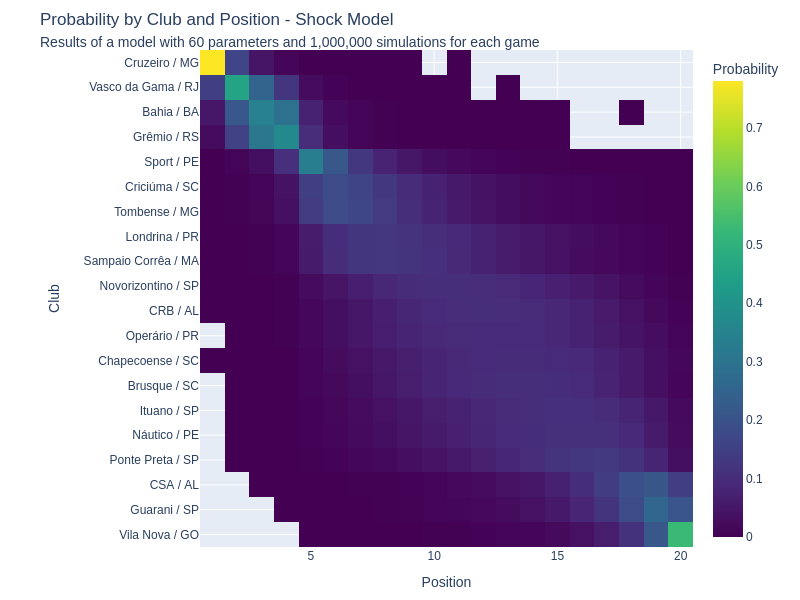 Probability by Club and Position - Shock Model
Results of a model with 60 parameters and 1,000,000 simulations for each game
Cruzeiro / MG
Vasco da Gama / RJ
Bahia / BA
Grêmio / RS
Sport / PE
Criciúma / SC
Tombense / MG
Londrina / PR
Sampaio Corrêa / MA
Novorizontino / SP
CRB / AL
Operário / PR
Chapecoense / SC
Brusque / SC
Ituano / SP
Náutico / PE
Ponte Preta / SP
CSA / AL
Guarani / SP
Vila Nova / GO
Club
5
10
15
20
Position
Probability
0.7
0.6
0.5
0.4
0.3
0.2
0.1
0